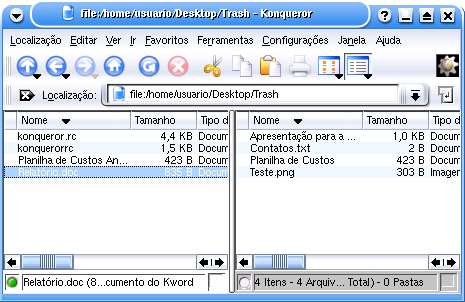 file:/home/usuario/Desktop/Trash - Konqueror
Localização Editar Ver Ir Favoritos Ferramentas Configurações Janela Ajuda
Localização: file:/home/usuario/Desktop/Trash
Nome Tamanho Tipo d
konqueror.rc 4,4 KB Docum
konquerorrc 1,5 KB Docum
Planilha de Custos An... 423 B Docum
Relatório.doc 835 B Docum
Nome Tamanho Tipo d
Apresentação para a ... 1,0 KB Docum
Contatos.txt 2 B Docum
Planilha de Custos 423 B Docum
Teste.png 303 B Imager
Relatório.doc (8...cumento do Kword
4 Itens - 4 Arquiv... Total) - 0 Pastas